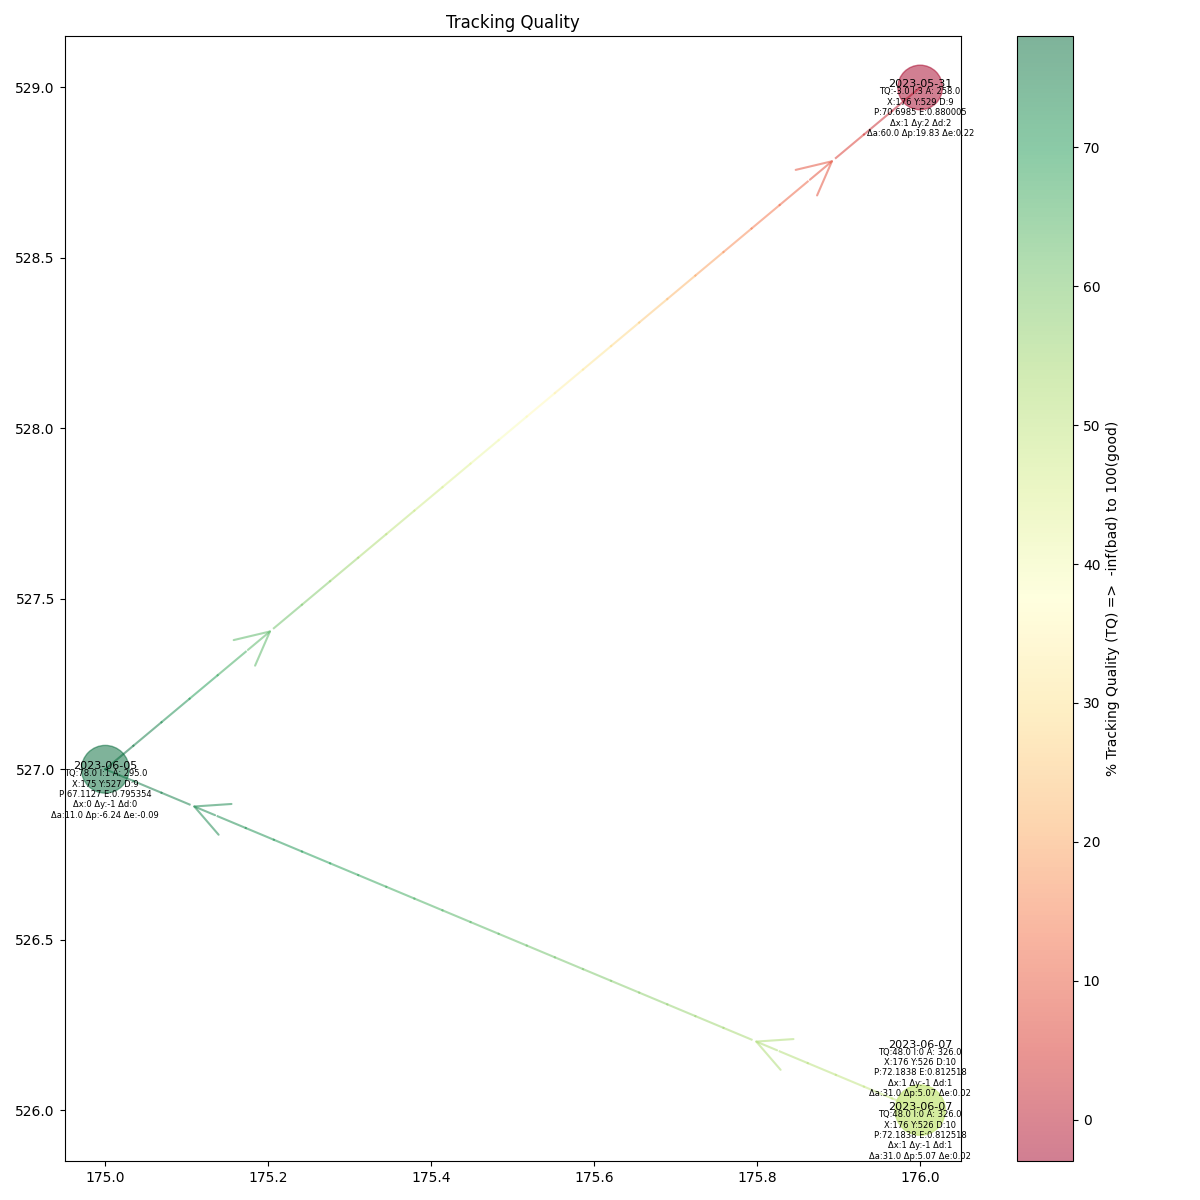 Tracking Quality
529.0
528.5
528.0
527.5
527.0
526.5
526.0
175.0 175.2 175.4 175.6 175.8 176.0
2023-05-31
TQ:-3.0 I:3 A: 258.0
X:176 Y:529 D:9
P:70.6985 E:0.880005
Δx:1 Δy:2 Δd:2
Δa:60.0 Δp:19.83 Δe:0.22
2023-06-05
TQ:78.0 I:1 A: 295.0
X:175 Y:527 D:9
P:67.1127 E:0.795354
Δx:0 Δy:-1 Δd:0
Δa:11.0 Δp:-6.24 Δe:-0.09
2023-06-07
TQ:48.0 I:0 A: 326.0
X:176 Y:526 D:10
P:72.1838 E:0.812518
Δx:1 Δy:-1 Δd:1
Δa:31.0 Δp:5.07 Δe:0.02
2023-06-07
TQ:48.0 I:0 A: 326.0
X:176 Y:526 D:10
P:72.1838 E:0.812518
Δx:1 Δy:-1 Δd:1
Δa:31.0 Δp:5.07 Δe:0.02
70
60
50
40
30
20
10
0
% Tracking Quality (TQ) => -inf(bad) to 100(good)